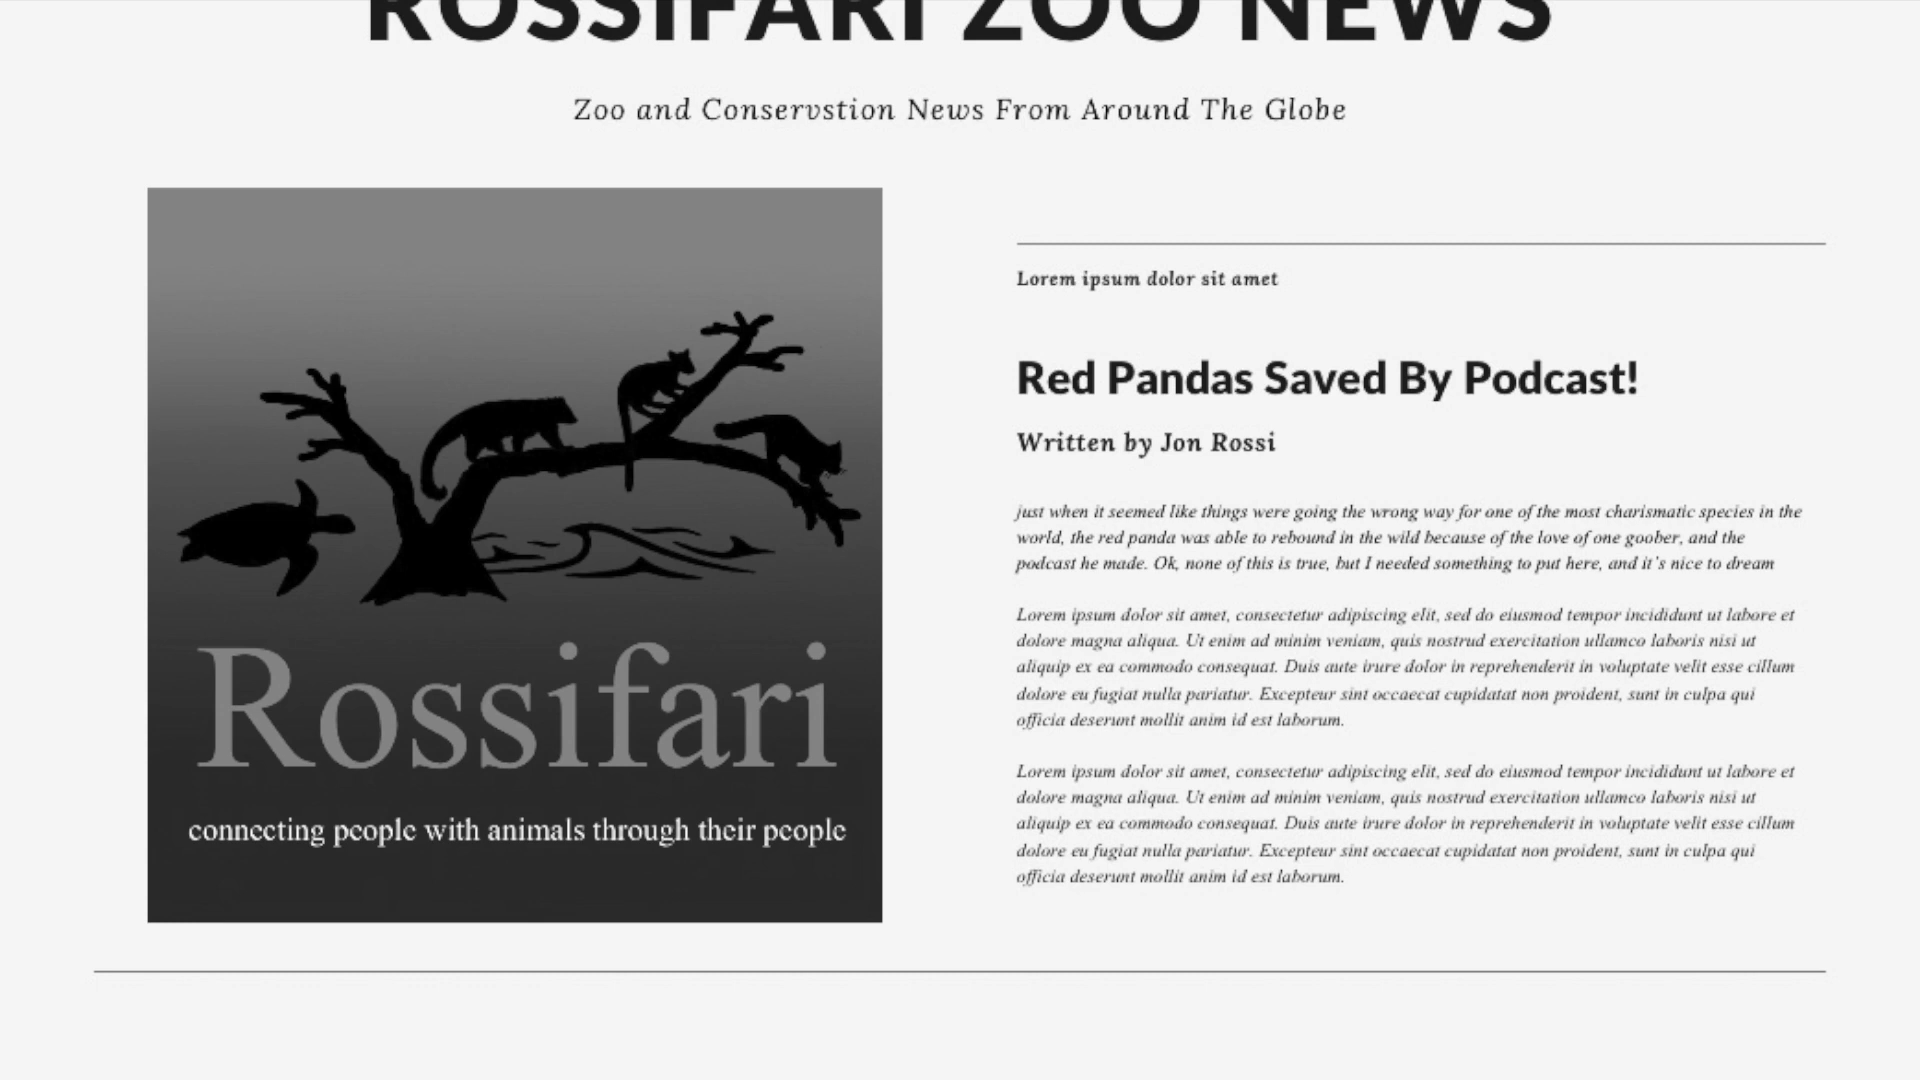 ROSSIFARI ZOO NEWS
Zoo and Conservstion News From Around The Globe
Rossifari
connecting people with animals through their people
Lorem ipsum dolor sit amet
Red Pandas Saved By Podcast!
Written by Jon Rossi
just when it seemed like things were going the wrong way for one of the most charismatic species in the
world, the red panda was able to rebound in the wild because of the love of one goober, and the
podcast he made. Ok, none of this is true, but I needed something to put here, and it's nice to dream
Lorem ipsum dolor sit amet, consectetur adipiscing elit, sed do eiusmod tempor incididunt ut labore et
dolore magna aliqua. Ut enim ad minim veniam, quis nostrud exercitation ullamco laboris nisi ut
aliquip ex ea commodo consequat. Duis aute irure dolor in reprehenderit in voluptate velit esse cillum
dolore eu fugiat nulla pariatur. Excepteur sint occaecat cupidatat non proident, sunt in culpa qui
officia deserunt mollit anim id est laborum.
Lorem ipsum dolor sit amet, consectetur adipiscing elit, sed do eiusmod tempor incididunt ut labore et
dolore magna aliqua. Ut enim ad minim veniam, quis nostrud exercitation ullamco laboris nisi ut
aliquip ex ea commodo consequat. Duis aute irure dolor in reprehenderit in voluptate velit esse cillum
dolore eu fugiat nulla pariatur. Excepteur sint occaecat cupidatat non proident, sunt in culpa qui
officia deserunt mollit anim id est laborum.